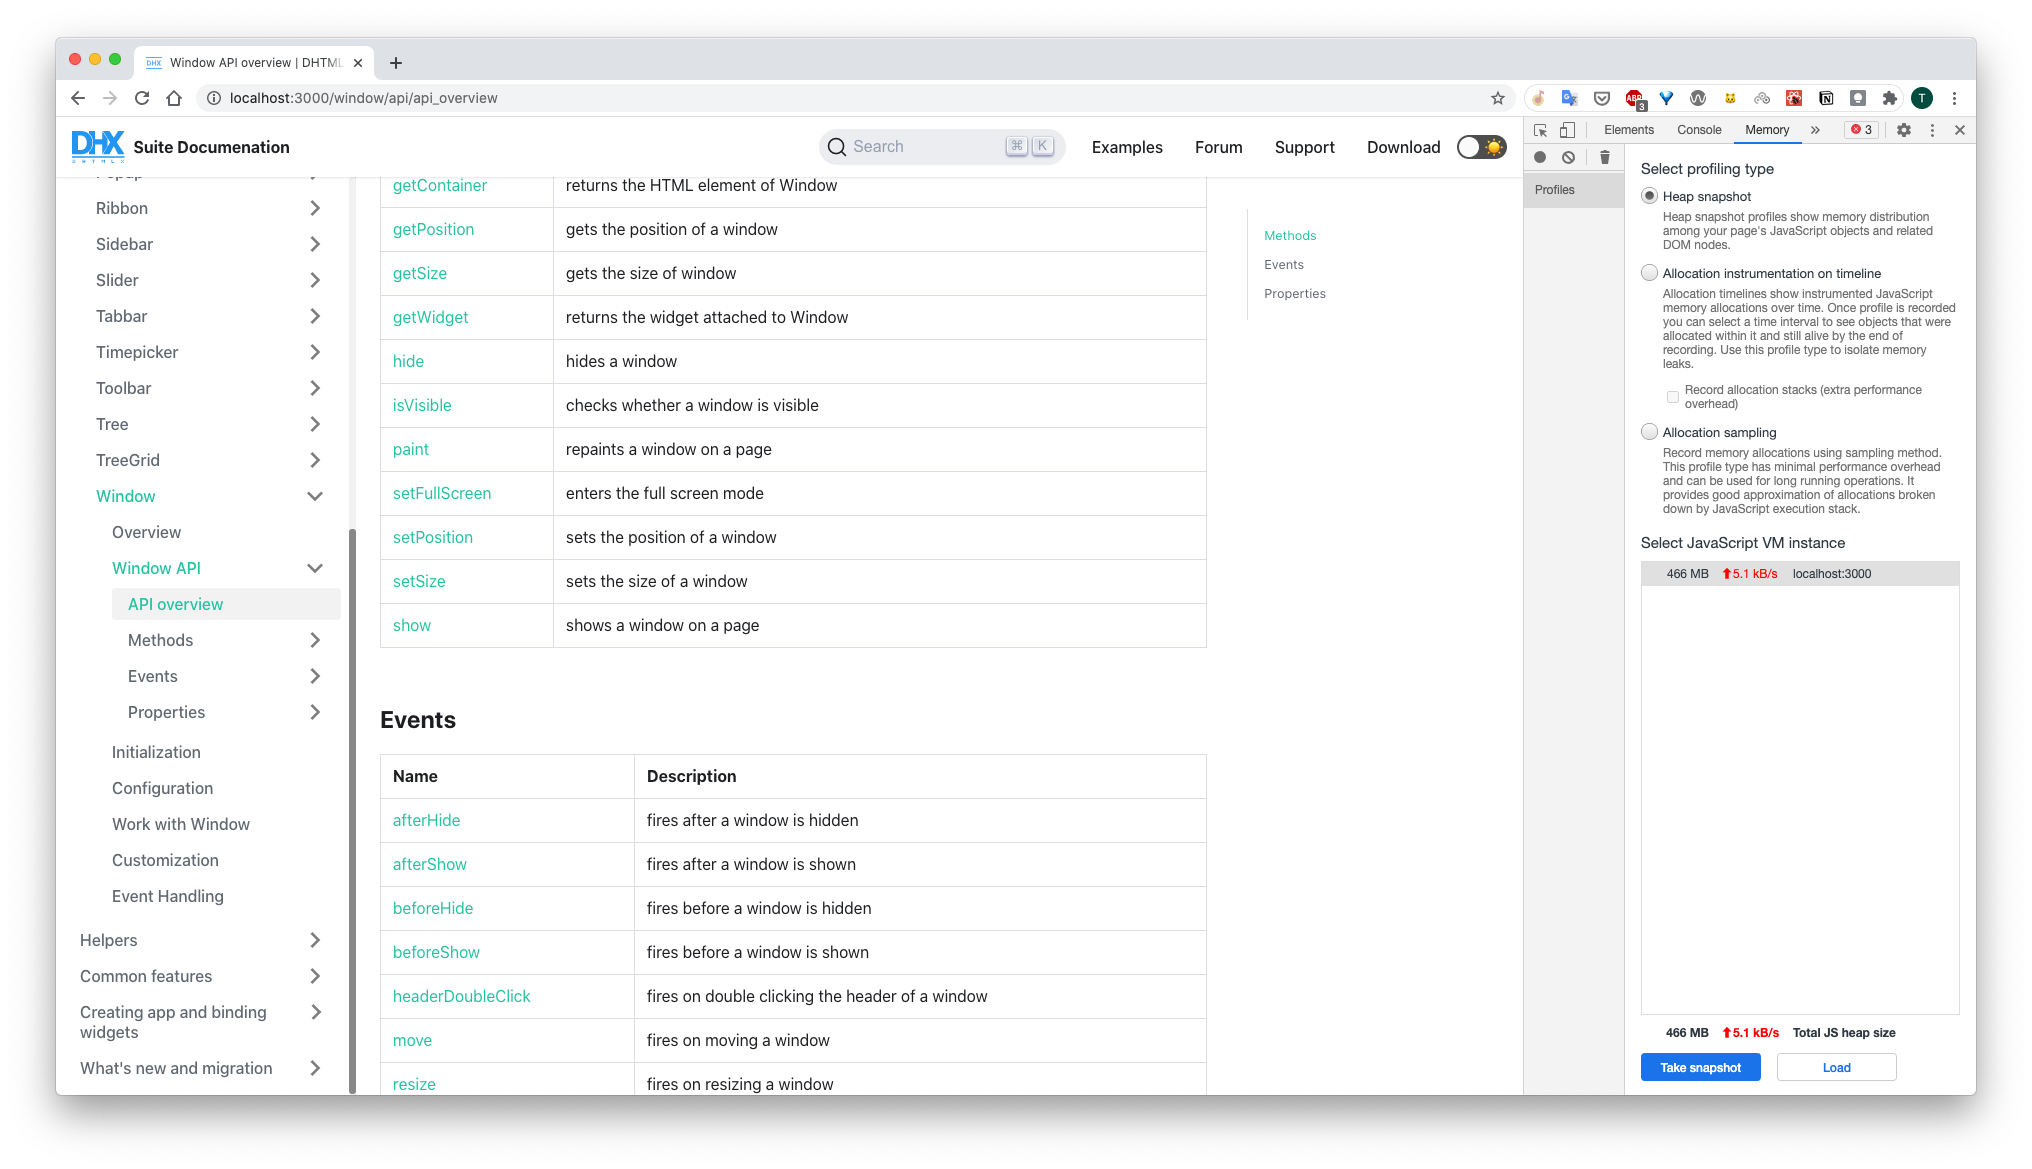 Window API overview | DHTML
localhost:3000/window/api/api_overview
ABP
3
T
DHX
DHTMLX
Suite Documenation
Search
⌘ K
Examples
Forum
Support
Download
Ribbon
Sidebar
Slider
Tabbar
Timepicker
Toolbar
Tree
TreeGrid
Window
Overview
Window API
API overview
Methods
Events
Properties
Initialization
Configuration
Work with Window
Customization
Event Handling
Helpers
Common features
Creating app and binding
widgets
What's new and migration
getContainer returns the HTML element of Window
getPosition gets the position of a window
getSize gets the size of window
getWidget returns the widget attached to Window
hide hides a window
isVisible checks whether a window is visible
paint repaints a window on a page
setFullScreen enters the full screen mode
setPosition sets the position of a window
setSize sets the size of a window
show shows a window on a page
Events
Name Description
afterHide fires after a window is hidden
afterShow fires after a window is shown
beforeHide fires before a window is hidden
beforeShow fires before a window is shown
headerDoubleClick fires on double clicking the header of a window
move fires on moving a window
resize fires on resizing a window
Methods
Events
Properties
Elements Console Memory » 3
Profiles
Select profiling type
Heap snapshot
Heap snapshot profiles show memory distribution
among your page's JavaScript objects and related
DOM nodes.
Allocation instrumentation on timeline
Allocation timelines show instrumented JavaScript
memory allocations over time. Once profile is recorded
you can select a time interval to see objects that were
allocated within it and still alive by the end of
recording. Use this profile type to isolate memory
leaks.
Record allocation stacks (extra performance
overhead)
Allocation sampling
Record memory allocations using sampling method.
This profile type has minimal performance overhead
and can be used for long running operations. It
provides good approximation of allocations broken
down by JavaScript execution stack.
Select JavaScript VM instance
466 MB 5.1 kB/s localhost:3000
466 MB 5.1 kB/s Total JS heap size
Take snapshot
Load